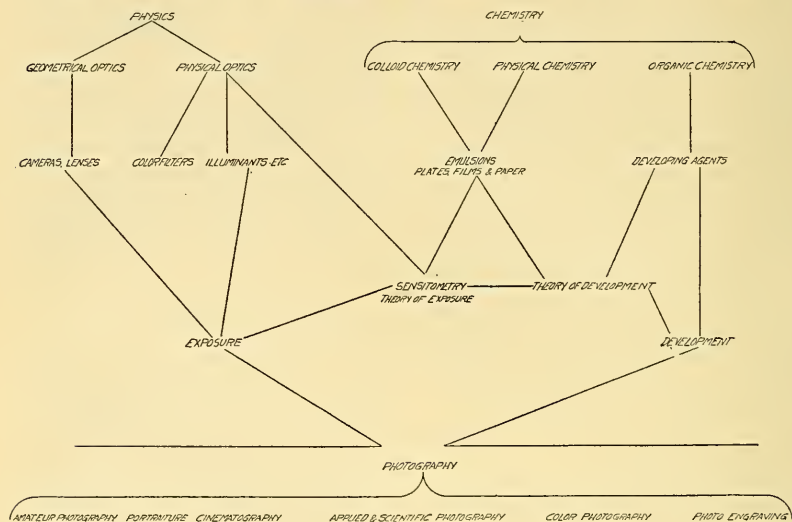 PHYSICS
CHEMISTRY
GEOMETRICAL OPTICS
PHYSICAL OPTICS
COLLOID CHEMISTRY
PHYSICAL CHEMISTRY
ORGANIC CHEMISTRY
CAMERAS, LENSES
COLOR FILTERS
ILLUMINANTS-ETC
EMULSIONS
PLATES, FILMS & PAPER
DEVELOPING AGENTS
SENSITOMETRY
THEORY OF EXPOSURE
THEORY OF DEVELOPMENT
EXPOSURE
DEVELOPMENT
PHOTOGRAPHY
AMATEUR PHOTOGRAPHY
PORTRAITURE
CINEMATOGRAPHY
APPLIED & SCIENTIFIC PHOTOGRAPHY
COLOR PHOTOGRAPHY
PHOTO ENGRAVING